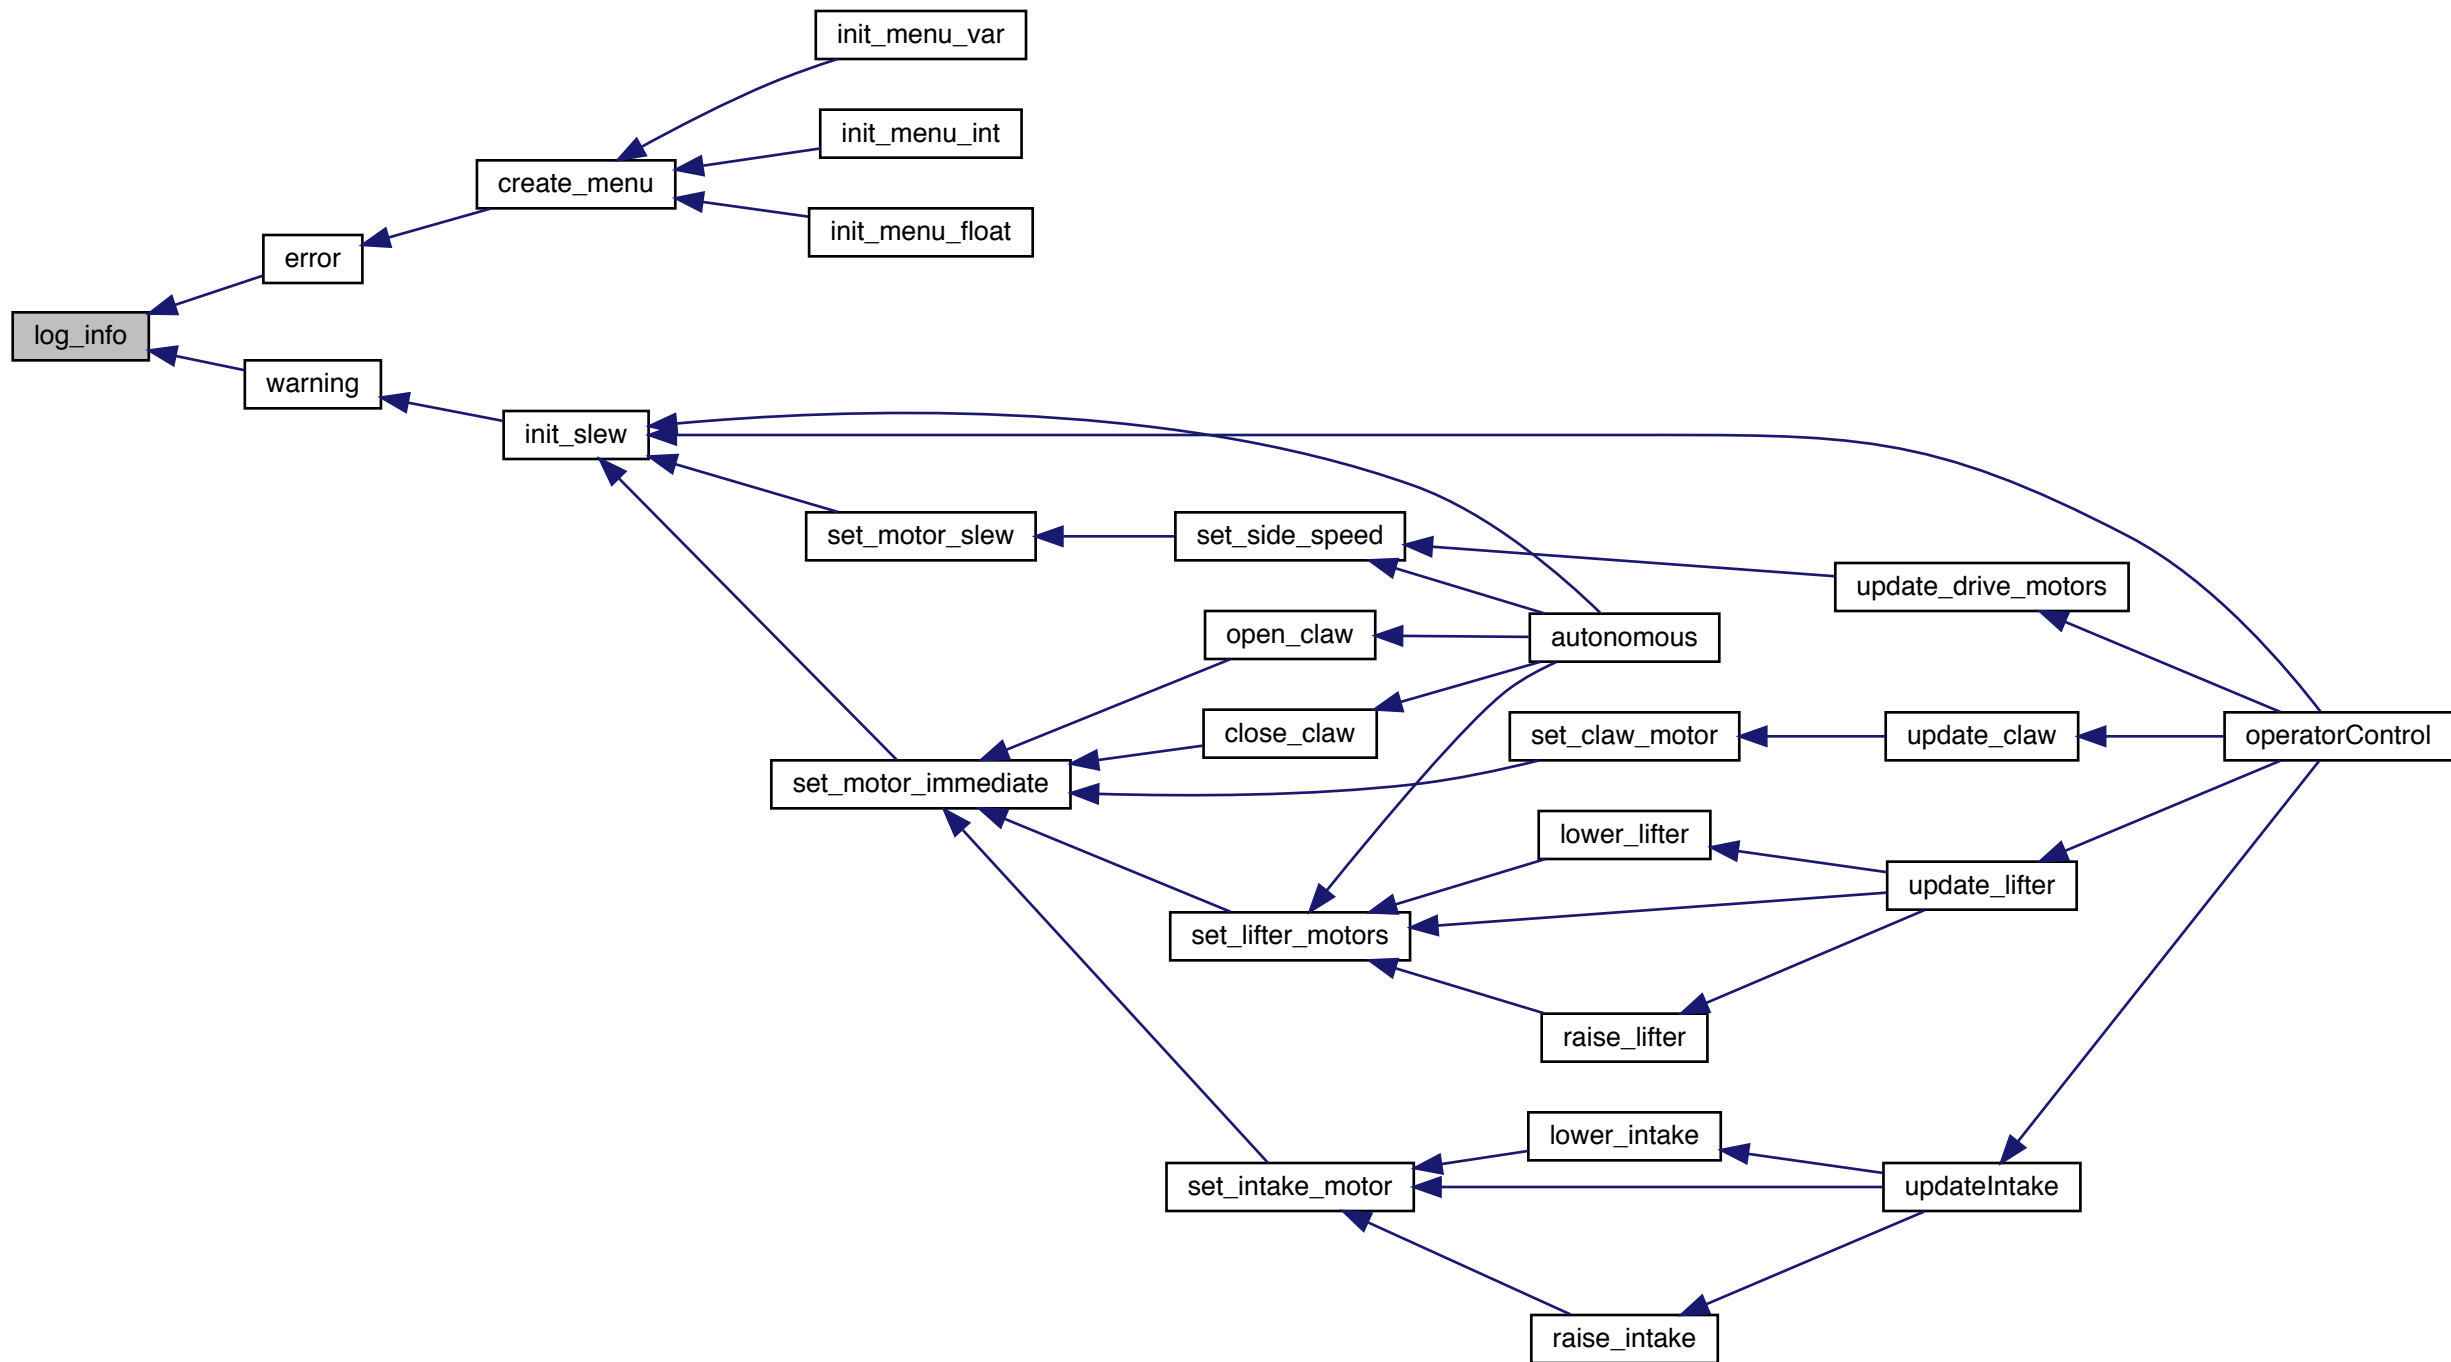 init_menu_var
init_menu_int
create_menu
init_menu_float
error
log_info
warning
init_slew
set_motor_slew
set_side_speed
update_drive_motors
open_claw
autonomous
close_claw
set_claw_motor
update_claw
operatorControl
set_motor_immediate
lower_lifter
update_lifter
set_lifter_motors
raise_lifter
lower_intake
set_intake_motor
updateIntake
raise_intake